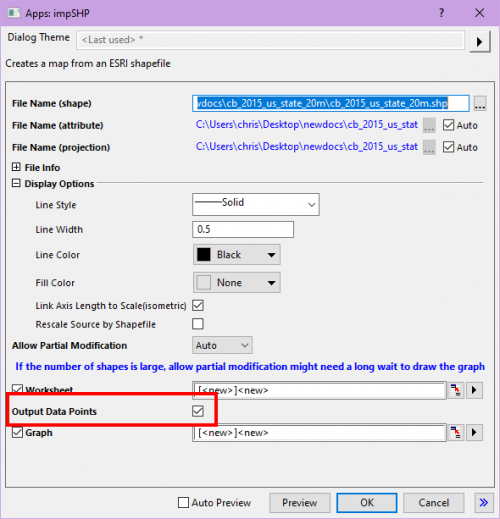 Apps: impSHP
Dialog Theme <Last used> *
Creates a map from an ESRI shapefile
File Name (shape) vdocs\cb_2015_us_state_20m\cb_2015_us_state_20m.shp ...
File Name (attribute) C:\Users\chris\Desktop\newdocs\cb_2015_us_stat ... Auto
File Name (projection) C:\Users\chris\Desktop\newdocs\cb_2015_us_stat ... Auto
File Info
Display Options
Line Style Solid
Line Width 0.5
Line Color Black
Fill Color None
Link Axis Length to Scale(isometric)
Rescale Source by Shapefile
Allow Partial Modification Auto
If the number of shapes is large, allow partial modification might need a long wait to draw the graph
Worksheet [<new>]<new>
Output Data Points
Graph [<new>]<new>
Auto Preview Preview OK Cancel